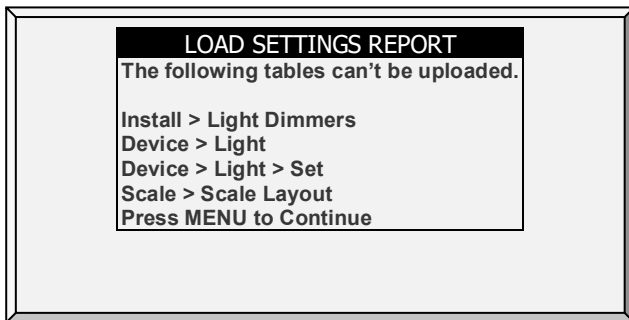 LOAD SETTINGS REPORT
The following tables can't be uploaded.
Install > Light Dimmers
Device > Light
Device > Light > Set
Scale > Scale Layout
Press MENU to Continue